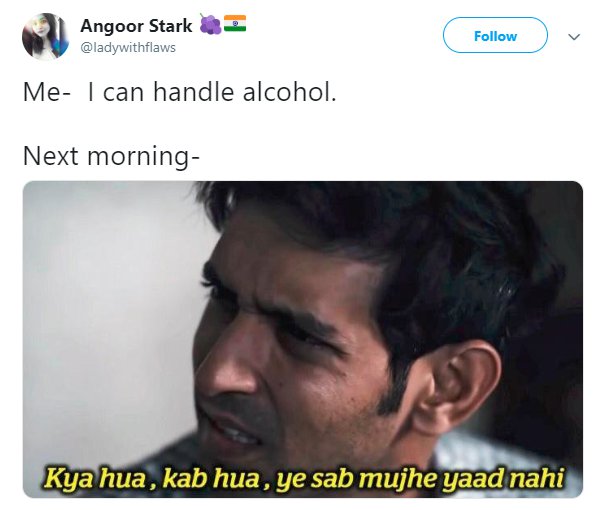 Angoor Stark 🍇🇮🇳
@ladywithflaws
Follow
Me-  I can handle alcohol.
Next morning-
Kya hua , kab hua , ye sab mujhe yaad nahi